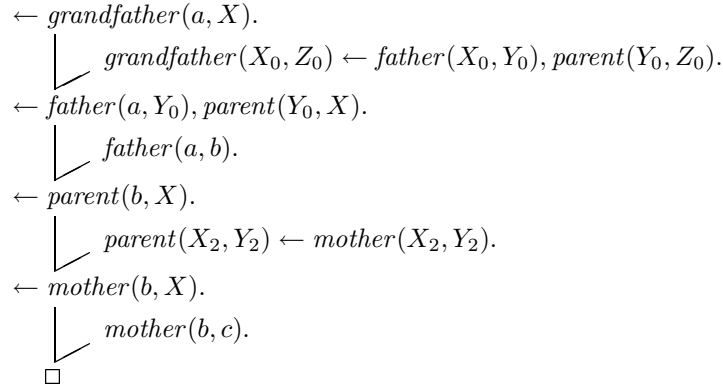 ← grandfather(a, X).
grandfather(X₀, Z₀) ← father(X₀, Y₀), parent(Y₀, Z₀).
← father(a, Y₀), parent(Y₀, X).
father(a, b).
← parent(b, X).
parent(X₂, Y₂) ← mother(X₂, Y₂).
← mother(b, X).
mother(b, c).
□